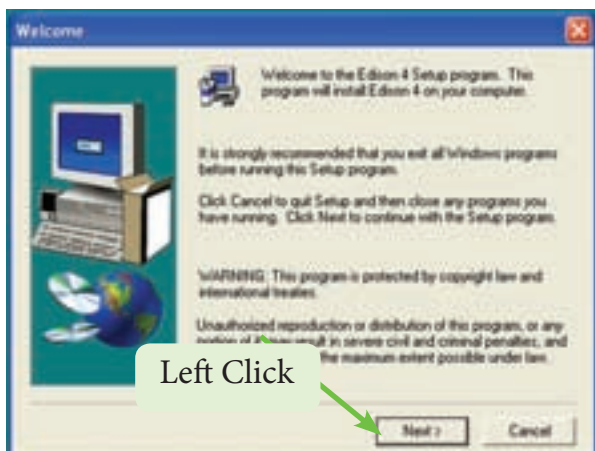 Welcome
Welcome to the Edison 4 Setup program. This
program will install Edison 4 on your computer.
It is strongly recommended that you exit all Windows programs
before running this Setup program.
Click Cancel to quit Setup and then close any programs you
have running. Click Next to continue with the Setup program.
WARNING: This program is protected by copyright law and
international treaties.
Unauthorized reproduction or distribution of this program, or any
portion of it may result in severe civil and criminal penalties, and
the maximum extent possible under law.
Left Click
Next >
Cancel